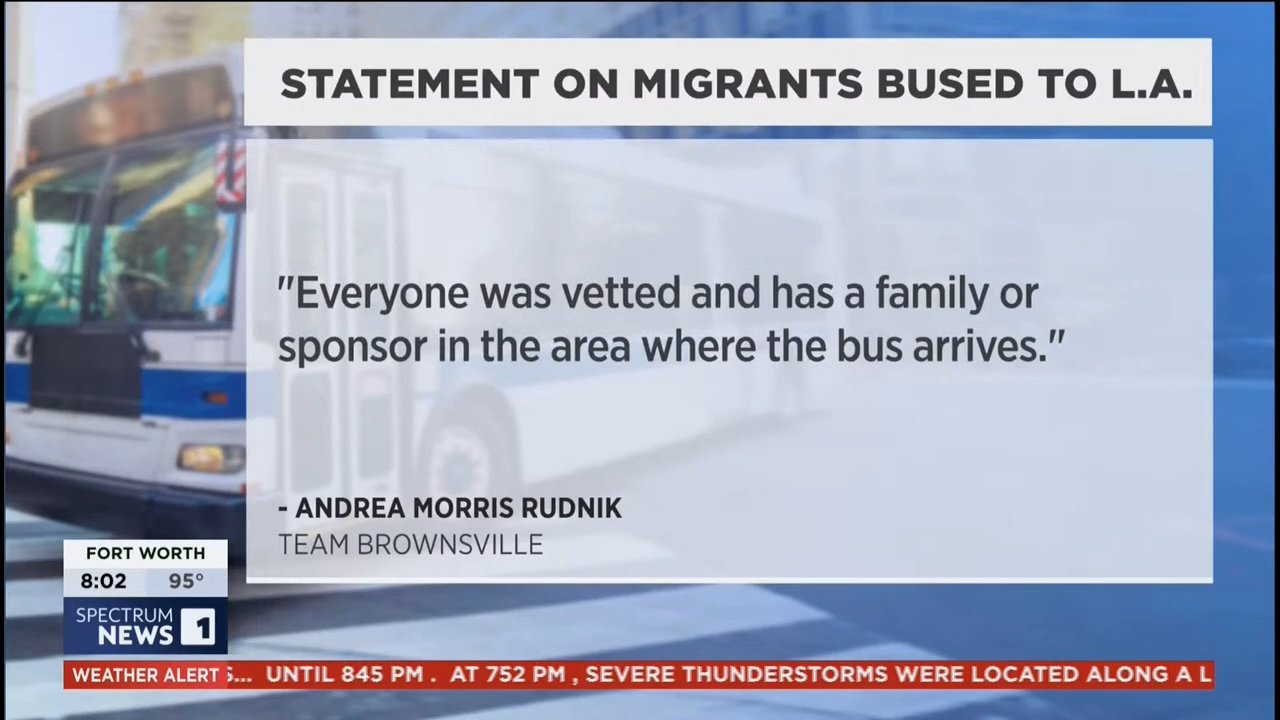 STATEMENT ON MIGRANTS BUSED TO L.A.
"Everyone was vetted and has a family or
sponsor in the area where the bus arrives."
- ANDREA MORRIS RUDNIK
TEAM BROWNSVILLE
FORT WORTH
8:02 95°
SPECTRUM
NEWS 1
WEATHER ALERT S... UNTIL 845 PM . AT 752 PM , SEVERE THUNDERSTORMS WERE LOCATED ALONG A L